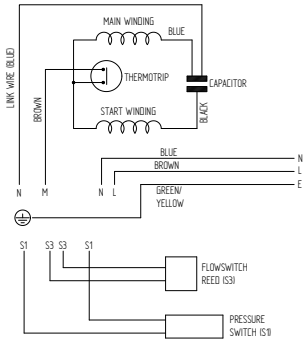 MAIN WINDING
BLUE
LINK WIRE (BLUE)
BROWN
THERMOTRIP
CAPACITOR
START WINDING
BLACK
BLUE
N
BROWN
L
E
N M N L
GREEN/
YELLOW
S1 S3 S3 S1
FLOWSWITCH
REED (S3)
PRESSURE
SWITCH (S1)